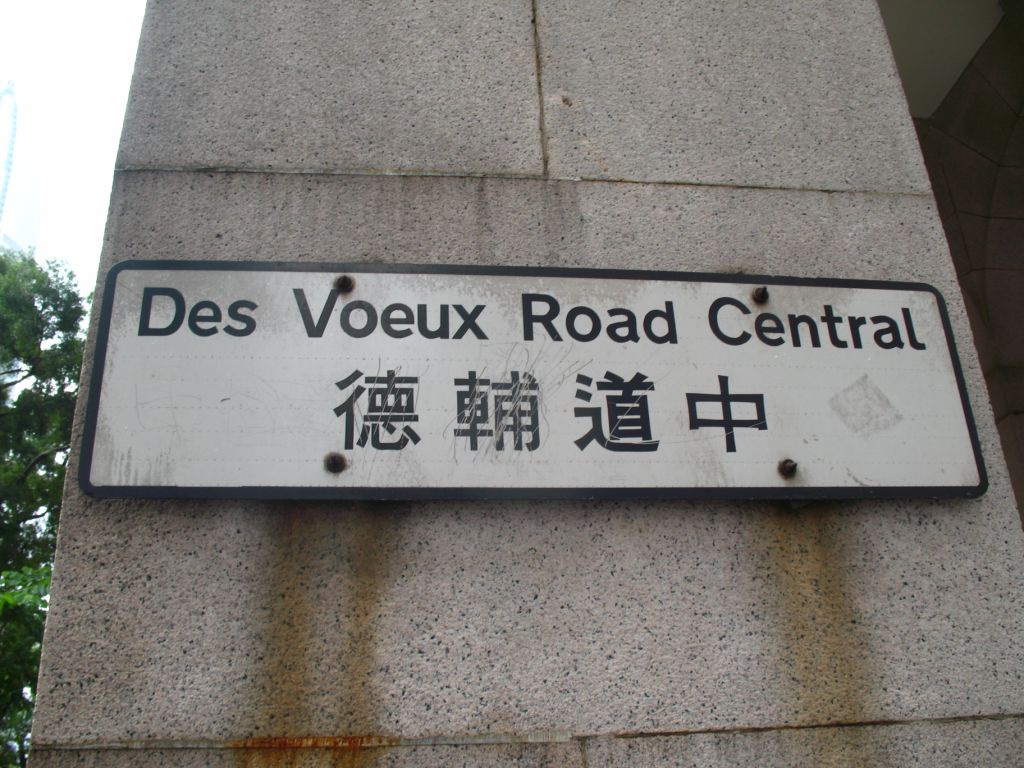 Des Voeux Road Central
德輔道中